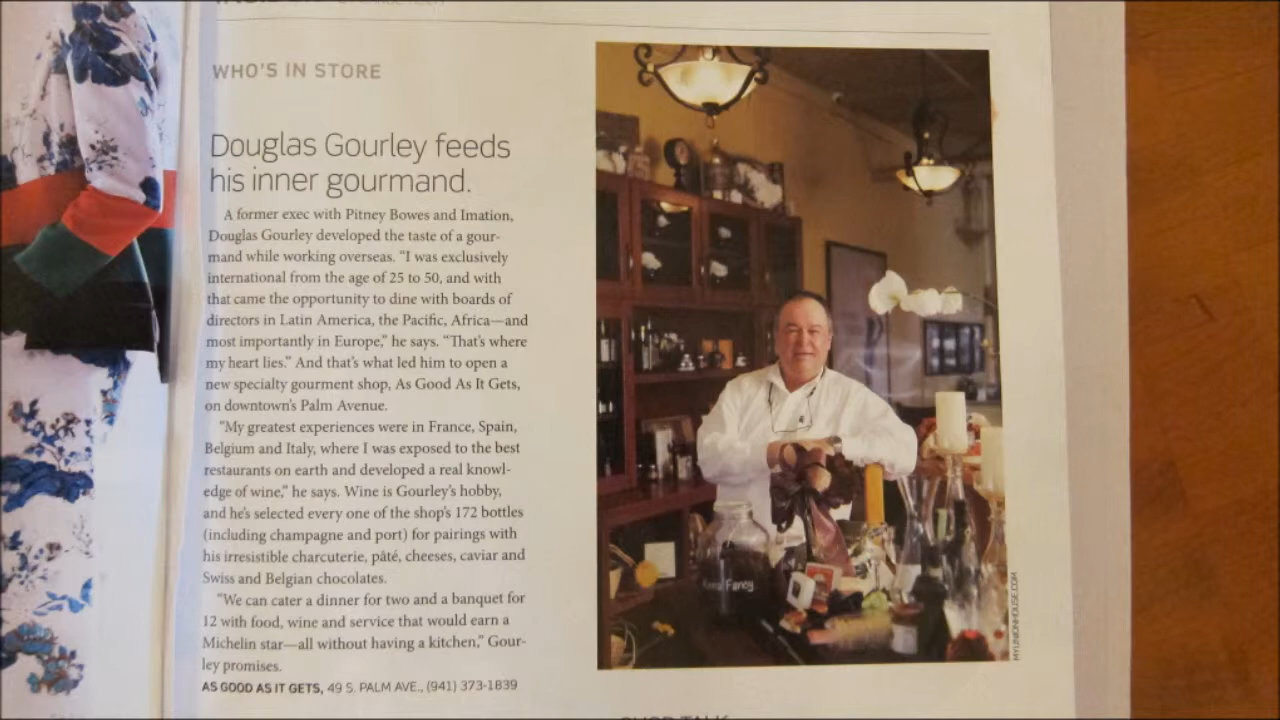 WHO'S IN STORE
Douglas Gourley feeds
his inner gourmand.
A former exec with Pitney Bowes and Imation,
Douglas Gourley developed the taste of a gour-
mand while working overseas. “I was exclusively
international from the age of 25 to 50, and with
that came the opportunity to dine with boards of
directors in Latin America, the Pacific, Africa—and
most importantly in Europe,” he says. “That’s where
my heart lies.” And that’s what led him to open a
new specialty gourmet shop, As Good As It Gets,
on downtown’s Palm Avenue.
“My greatest experiences were in France, Spain,
Belgium and Italy, where I was exposed to the best
restaurants on earth and developed a real knowl-
edge of wine,” he says. Wine is Gourley’s hobby,
and he’s selected every one of the shop’s 172 bottles
(including champagne and port) for pairings with
his irresistible charcuterie, pâté, cheeses, caviar and
Swiss and Belgian chocolates.
“We can cater a dinner for two and a banquet for
12 with food, wine and service that would earn a
Michelin star—all without having a kitchen,” Gour-
ley promises.
AS GOOD AS IT GETS, 49 S. PALM AVE., (941) 373-1839
Fancy
MYUNIONHOUSE.COM